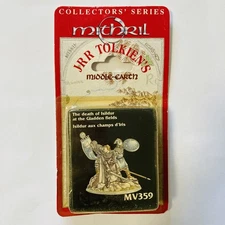 COLLECTORS' SERIES
mithril
JRR TOLKIEN'S
MIDDLE-EARTH
The death of Isildur
at the Gladden fields
Isildur aux champs d'Iris
MV359